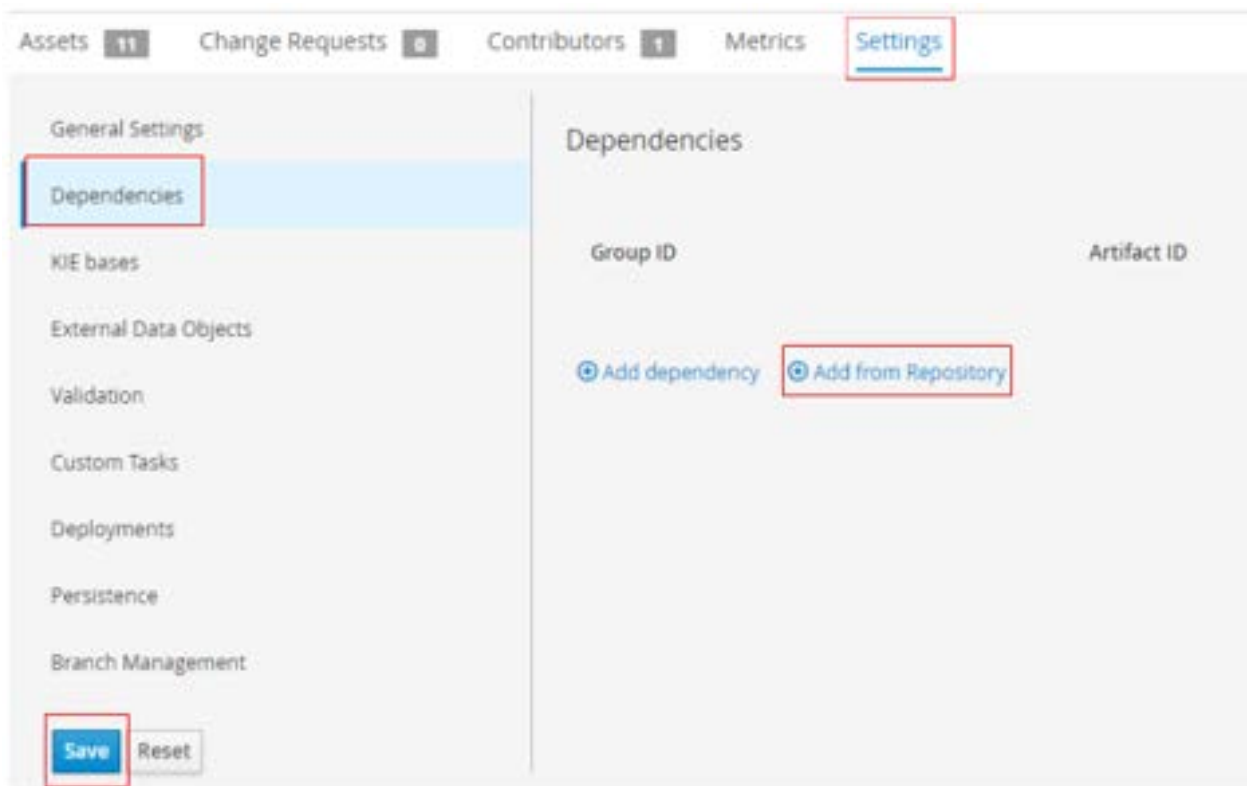 Assets 11 Change Requests 0 Contributors 1 Metrics Settings
General Settings
Dependencies
KIE bases
External Data Objects
Validation
Custom Tasks
Deployments
Persistence
Branch Management
Save Reset
Dependencies
Group ID Artifact ID
Add dependency Add from Repository